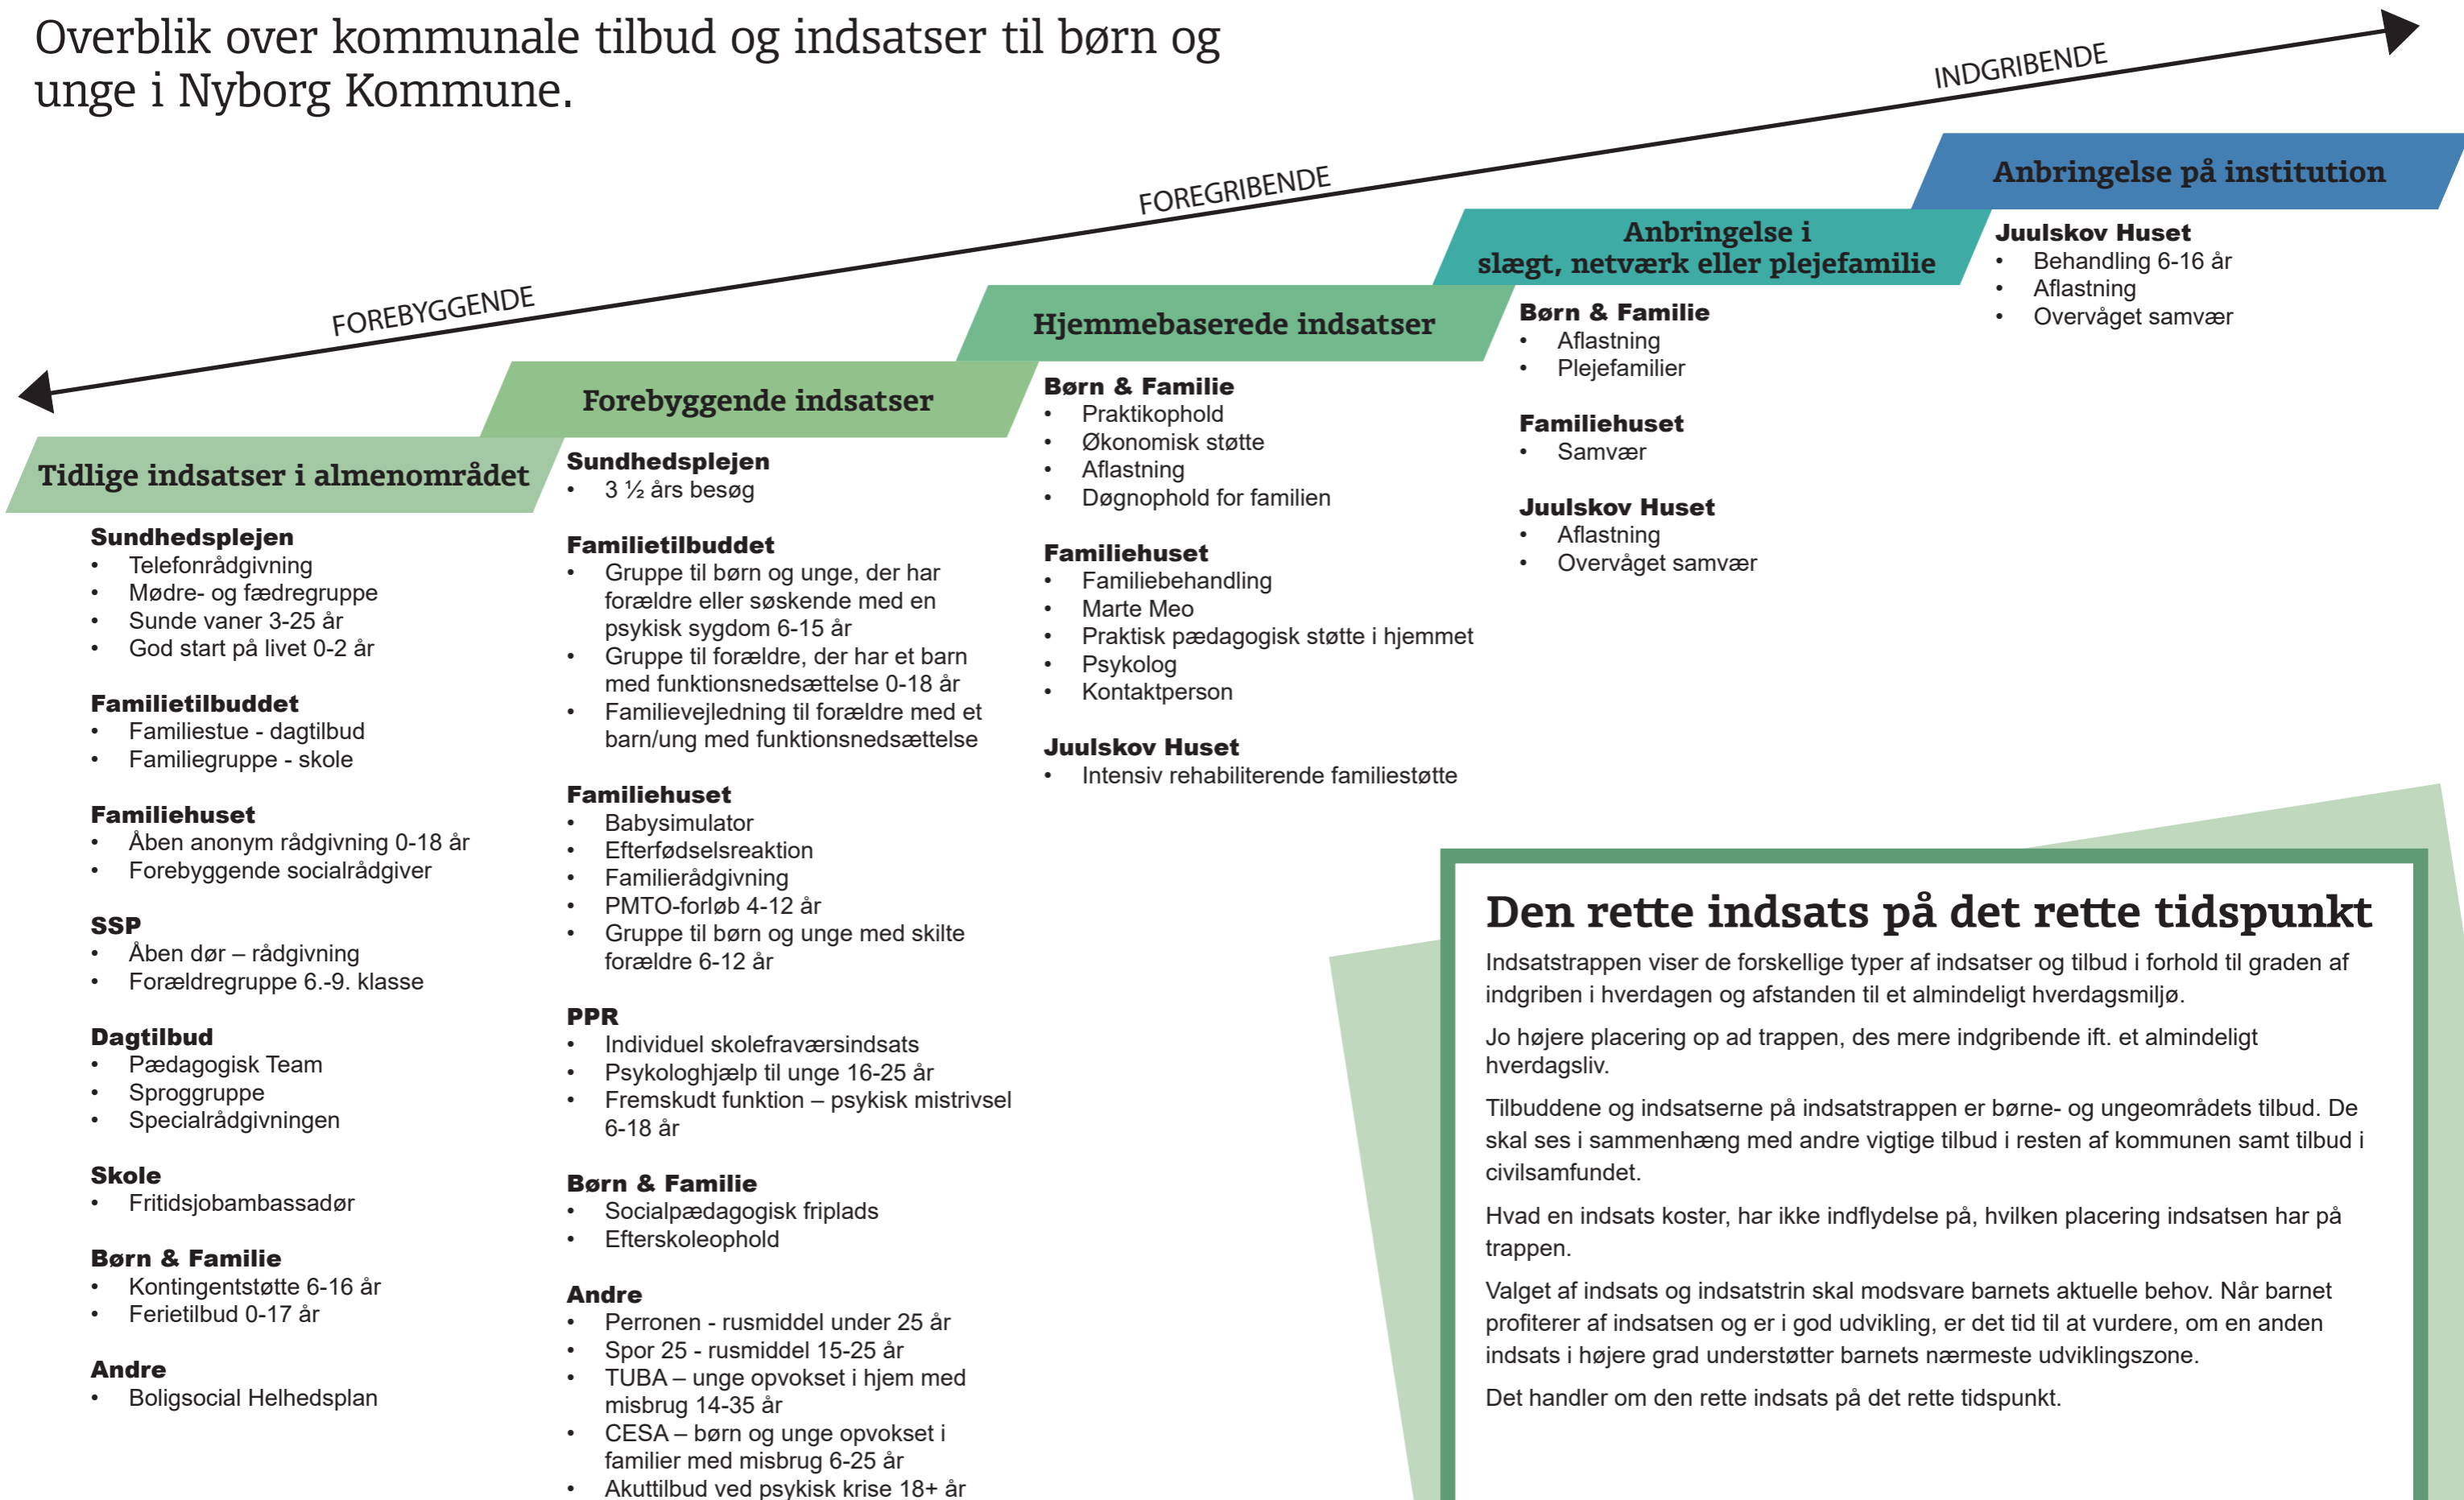 Overblik over kommunale tilbud og indsatser til børn og
unge i Nyborg Kommune.
FOREBYGGENDE
FOREGRIBENDE
INDGRIBENDE
Tidlige indsatser i almenområdet
Sundhedsplejen
• Telefonrådgivning
• Mødre- og fædregruppe
• Sunde vaner 3-25 år
• God start på livet 0-2 år
Familietilbuddet
• Familiestue - dagtilbud
• Familiegruppe - skole
Familiehuset
• Åben anonym rådgivning 0-18 år
• Forebyggende socialrådgiver
SSP
• Åben dør – rådgivning
• Forældregruppe 6.-9. klasse
Dagtilbud
• Pædagogisk Team
• Sproggruppe
• Specialrådgivningen
Skole
• Fritidsjobambassadør
Børn & Familie
• Kontingentstøtte 6-16 år
• Ferietilbud 0-17 år
Andre
• Boligsocial Helhedsplan
Forebyggende indsatser
Sundhedsplejen
• 3 ½ års besøg
Familietilbuddet
• Gruppe til børn og unge, der har
forældre eller søskende med en
psykisk sygdom 6-15 år
• Gruppe til forældre, der har et barn
med funktionsnedsættelse 0-18 år
• Familievejledning til forældre med et
barn/ung med funktionsnedsættelse
Familiehuset
• Babysimulator
• Efterfødselsreaktion
• Familierådgivning
• PMTO-forløb 4-12 år
• Gruppe til børn og unge med skilte
forældre 6-12 år
PPR
• Individuel skolefraværsindsats
• Psykologhjælp til unge 16-25 år
• Fremskudt funktion – psykisk mistrivsel
6-18 år
Børn & Familie
• Socialpædagogisk friplads
• Efterskoleophold
Andre
• Perronen - rusmiddel under 25 år
• Spor 25 - rusmiddel 15-25 år
• TUBA – unge opvokset i hjem med
misbrug 14-35 år
• CESA – børn og unge opvokset i
familier med misbrug 6-25 år
• Akuttilbud ved psykisk krise 18+ år
Hjemmebaserede indsatser
Børn & Familie
• Praktikophold
• Økonomisk støtte
• Aflastning
• Døgnophold for familien
Familiehuset
• Familiebehandling
• Marte Meo
• Praktisk pædagogisk støtte i hjemmet
• Psykolog
• Kontaktperson
Juulskov Huset
• Intensiv rehabiliterende familiestøtte
Anbringelse i
slægt, netværk eller plejefamilie
Børn & Familie
• Aflastning
• Plejefamilier
Familiehuset
• Samvær
Juulskov Huset
• Aflastning
• Overvåget samvær
Anbringelse på institution
Juulskov Huset
• Behandling 6-16 år
• Aflastning
• Overvåget samvær
Den rette indsats på det rette tidspunkt
Indsatstrappen viser de forskellige typer af indsatser og tilbud i forhold til graden af
indgriben i hverdagen og afstanden til et almindeligt hverdagsmiljø.
Jo højere placering op ad trappen, des mere indgribende ift. et almindeligt
hverdagsliv.
Tilbuddene og indsatserne på indsatstrappen er børne- og ungeområdets tilbud. De
skal ses i sammenhæng med andre vigtige tilbud i resten af kommunen samt tilbud i
civilsamfundet.
Hvad en indsats koster, har ikke indflydelse på, hvilken placering indsatsen har på
trappen.
Valget af indsats og indsatstrin skal modsvare barnets aktuelle behov. Når barnet
profiterer af indsatsen og er i god udvikling, er det tid til at vurdere, om en anden
indsats i højere grad understøtter barnets nærmeste udviklingszone.
Det handler om den rette indsats på det rette tidspunkt.